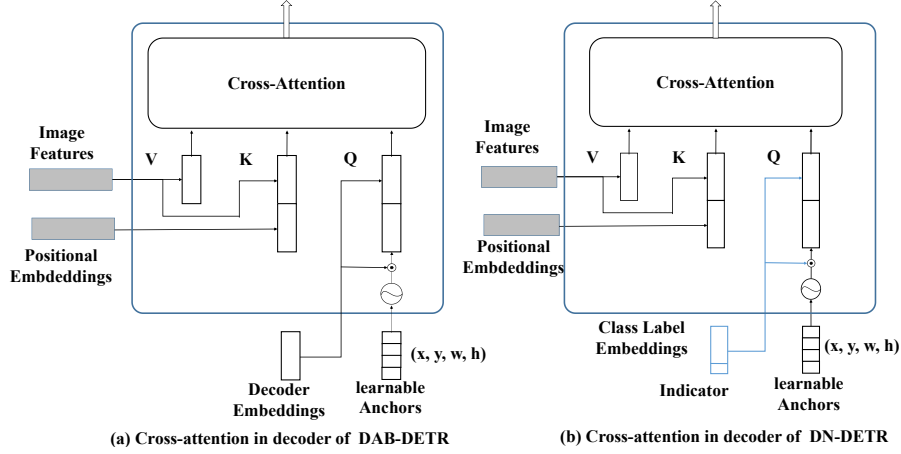 Cross-Attention
Image
Features
V
K
Q
Positional
Embdeddings
(x, y, w, h)
Decoder
Embeddings
learnable
Anchors
(a) Cross-attention in decoder of DAB-DETR
Cross-Attention
Image
Features
V
K
Q
Positional
Embdeddings
Class Label
Embeddings
(x, y, w, h)
Indicator
learnable
Anchors
(b) Cross-attention in decoder of DN-DETR